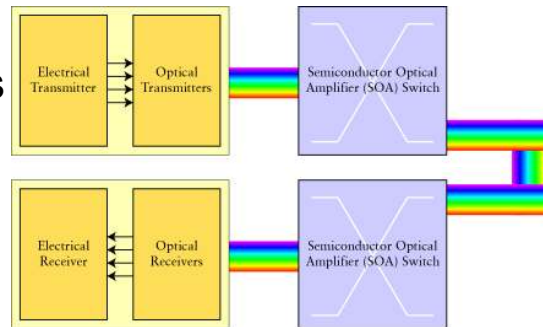 s
Electrical
Transmitter
Optical
Transmitters
Semiconductor Optical
Amplifier (SOA) Switch
Electrical
Receiver
Optical
Receivers
Semiconductor Optical
Amplifier (SOA) Switch